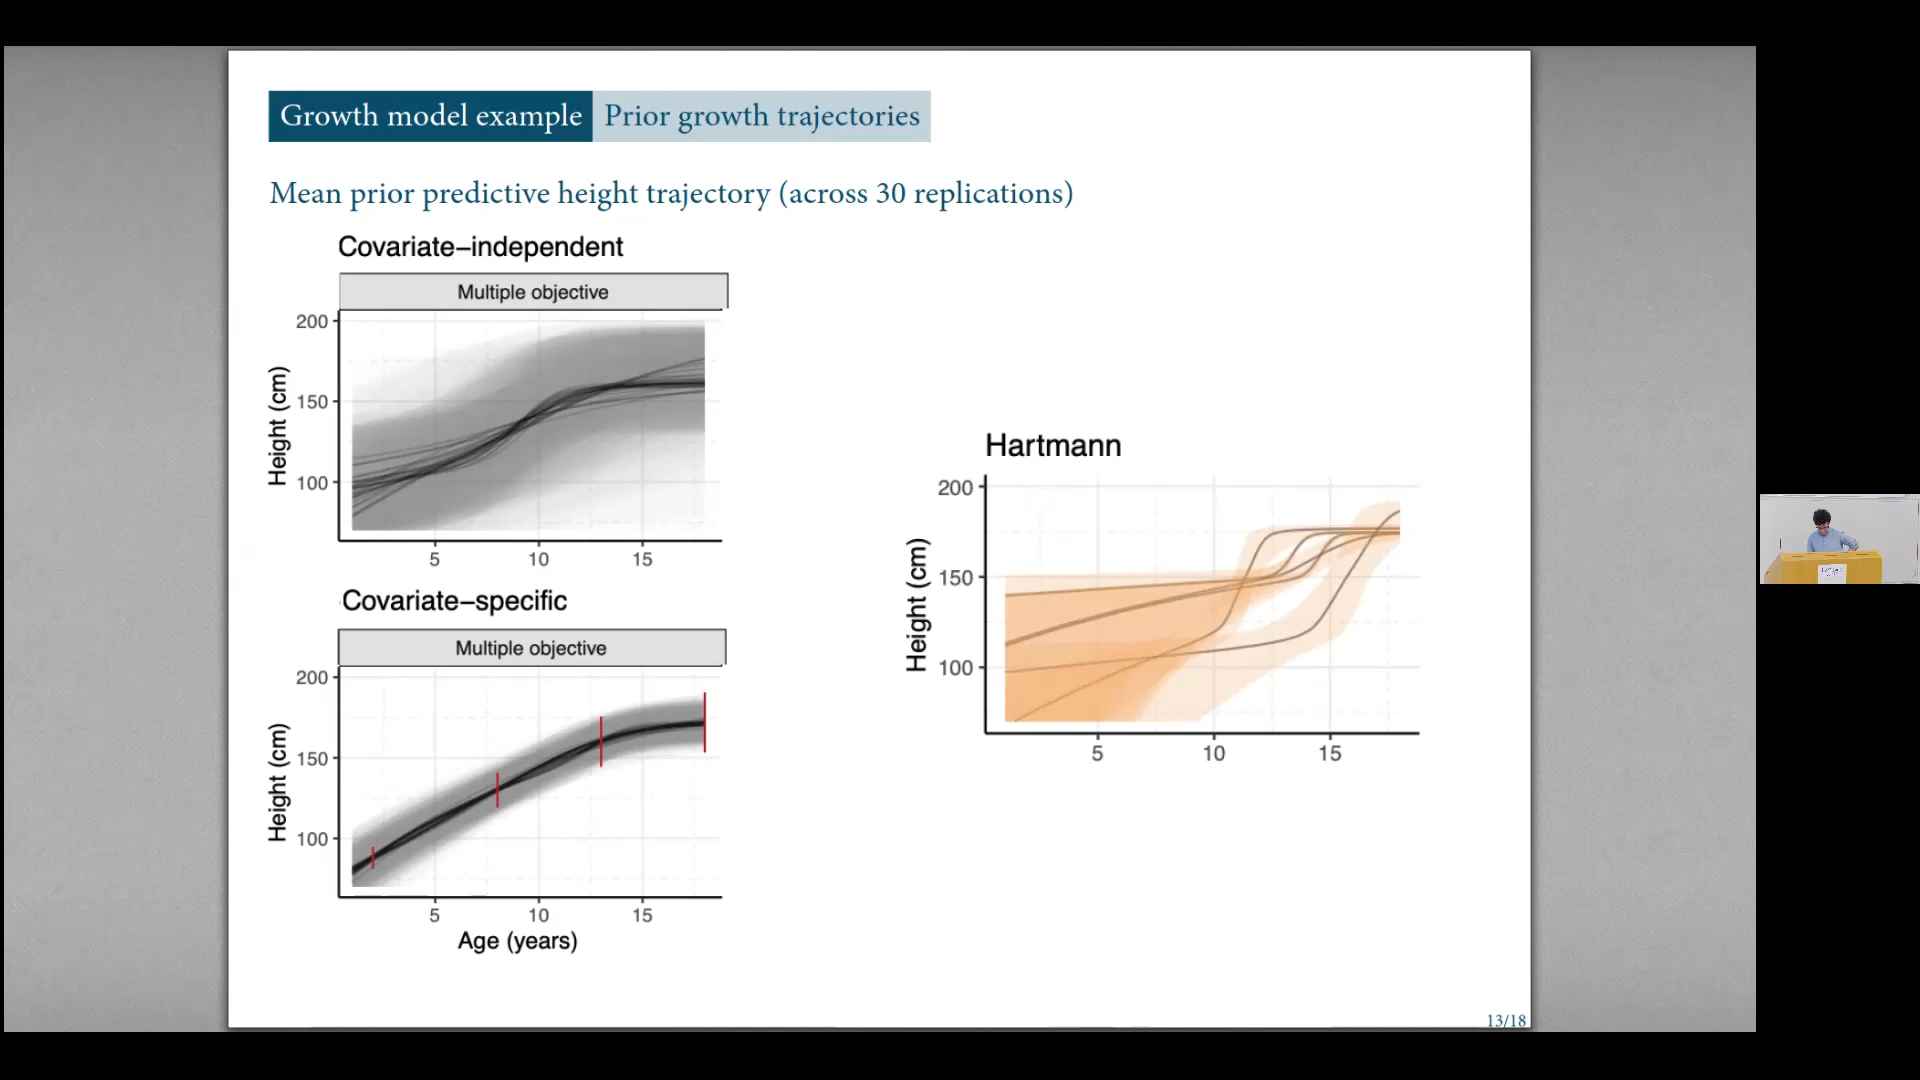 Growth model example Prior growth trajectories
Mean prior predictive height trajectory (across 30 replications)
Covariate−independent
Multiple objective
200
150
100
Height (cm)
5 10 15
Covariate−specific
Multiple objective
200
150
100
Height (cm)
5 10 15
Age (years)
Hartmann
200
150
100
Height (cm)
5 10 15
13/18